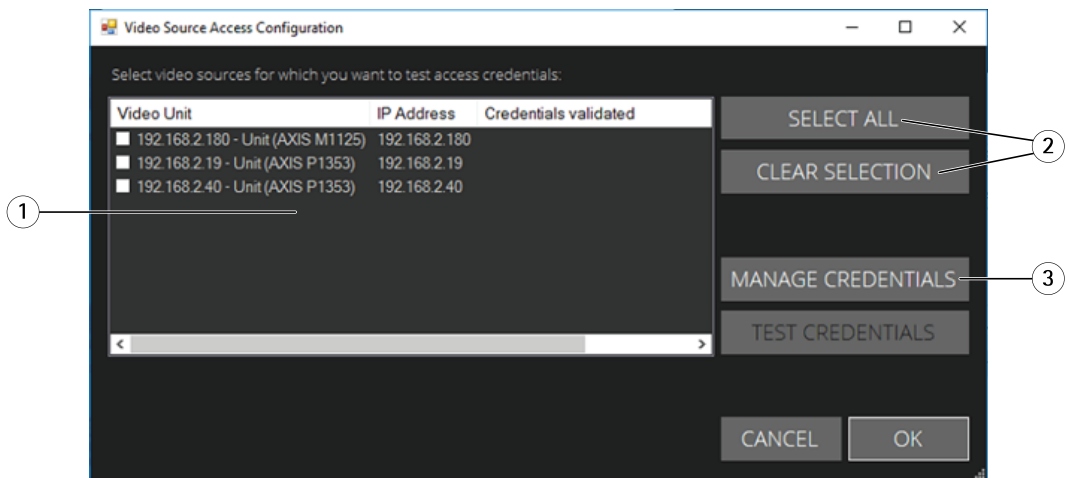 Video Source Access Configuration
Select video sources for which you want to test access credentials:
Video Unit IP Address Credentials validated
192.168.2.180 - Unit (AXIS M1125) 192.168.2.180
192.168.2.19 - Unit (AXIS P1353) 192.168.2.19
192.168.2.40 - Unit (AXIS P1353) 192.168.2.40
SELECT ALL
CLEAR SELECTION
2
1
MANAGE CREDENTIALS
3
TEST CREDENTIALS
CANCEL OK